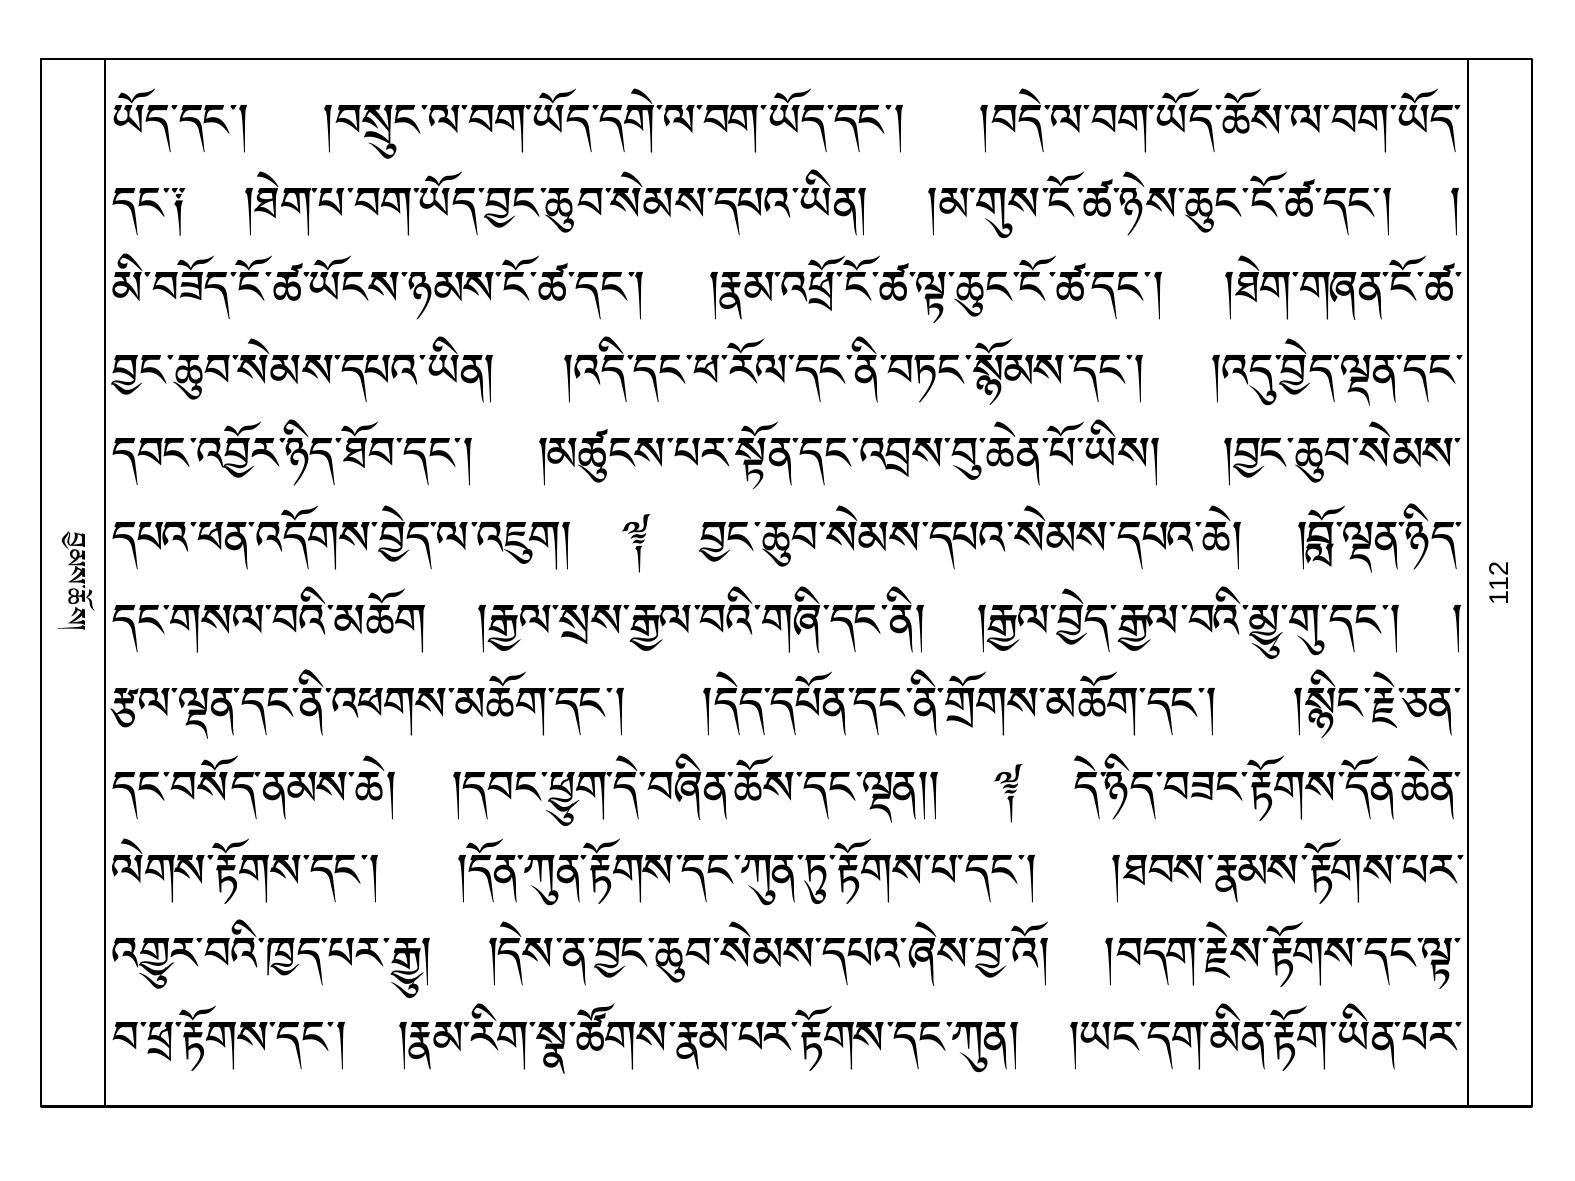 ཡོད་དང་། །བསྲུང་ལ་བག་ཡོད་དགེ་ལ་བག་ཡོད་དང་། །བདེ་ལ་བག་ཡོད་ཆོས་ལ་བག་ཡོད་
དང་༑ །ཐེག་པ་བག་ཡོད་བྱང་ཆུབ་སེམས་དཔའ་ཡིན། །མ་གུས་ངོ་ཚ་ཉེས་ཆུང་ངོ་ཚ་དང་། །
མི་བཟོད་ངོ་ཚ་ཡོངས་ཉམས་ངོ་ཚ་དང་། །རྣམ་འཕྲོ་ངོ་ཚ་ལྟ་ཆུང་ངོ་ཚ་དང་། །ཐེག་གཞན་ངོ་ཚ་
བྱང་ཆུབ་སེམས་དཔའ་ཡིན། །འདི་དང་ཕ་རོལ་དང་ནི་བཏང་སྙོམས་དང་། །འདུ་བྱེད་ལྡན་དང་
དབང་འབྱོར་ཉིད་ཐོབ་དང་། །མཚུངས་པར་སྟོན་དང་འབྲས་བུ་ཆེན་པོ་ཡིས། །བྱང་ཆུབ་སེམས་
དཔའ་ཕན་འདོགས་བྱེད་ལ་འཇུག། ༈ བྱང་ཆུབ་སེམས་དཔའ་སེམས་དཔའ་ཆེ། །བློ་ལྡན་ཉིད་
དང་གསལ་བའི་མཆོག །རྒྱལ་སྲས་རྒྱལ་བའི་གཞི་དང་ནི། །རྒྱལ་བྱེད་རྒྱལ་བའི་མྱུ་གུ་དང་། །
རྩལ་ལྡན་དང་ནི་འཕགས་མཆོག་དང་། །དེད་དཔོན་དང་ནི་གྲོགས་མཆོག་དང་། །སྙིང་རྗེ་ཅན་
དང་བསོད་ནམས་ཆེ། །དབང་ཕྱུག་དེ་བཞིན་ཆོས་དང་ལྡན།། ༈ དེ་ཉིད་བཟང་རྟོགས་དོན་ཆེན་
ལེགས་རྟོགས་དང་། །དོན་ཀུན་རྟོགས་དང་ཀུན་ཏུ་རྟོགས་པ་དང་། །ཐབས་རྣམས་རྟོགས་པར་
འགྱུར་བའི་ཁྱད་པར་རྒྱུ། །དེས་ན་བྱང་ཆུབ་སེམས་དཔའ་ཞེས་བྱ་འོ། །བདག་རྗེས་རྟོགས་དང་ལྟ་
བ་ཕྲ་རྟོགས་དང་། །རྣམ་རིག་སྣ་ཚོགས་རྣམ་པར་རྟོགས་དང་ཀུན། །ཡང་དག་མིན་རྟོག་ཡིན་པར་
བྱམས་ཆོས།
112